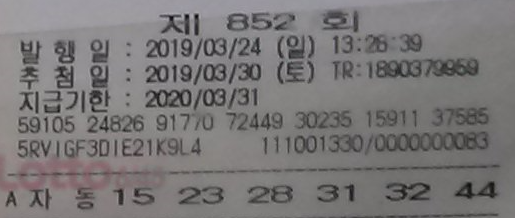 제 852 회
발 행 일 : 2019/03/24 (일) 13:26:39
추 첨 일 : 2019/03/30 (토) TR:1890379959
지급기한 : 2020/03/31
59105 24826 91770 72449 30235 15911 37585
5RVIGF3DIE21K9L4 111001330/0000000083
Lotto
A 자 동 15 23 28 31 32 44